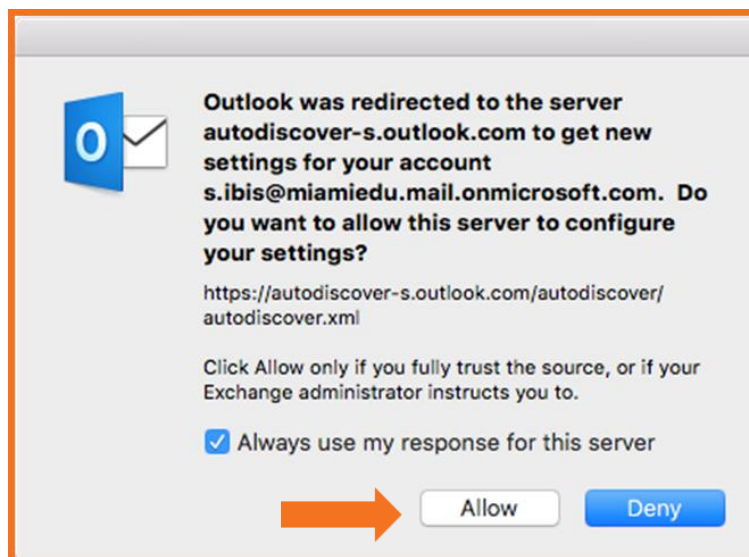 O
Outlook was redirected to the server
autodiscover-s.outlook.com to get new
settings for your account
s.ibis@miamiedu.mail.onmicrosoft.com.  Do
you want to allow this server to configure
your settings?
https://autodiscover-s.outlook.com/autodiscover/
autodiscover.xml
Click Allow only if you fully trust the source, or if your
Exchange administrator instructs you to.
Always use my response for this server
Allow
Deny